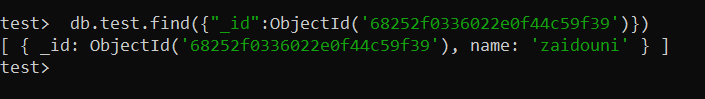 test>  db.test.find({"_id":ObjectId('68252f0336022e0f44c59f39')})
[ { _id: ObjectId('68252f0336022e0f44c59f39'), name: 'zaidouni' } ]
test>